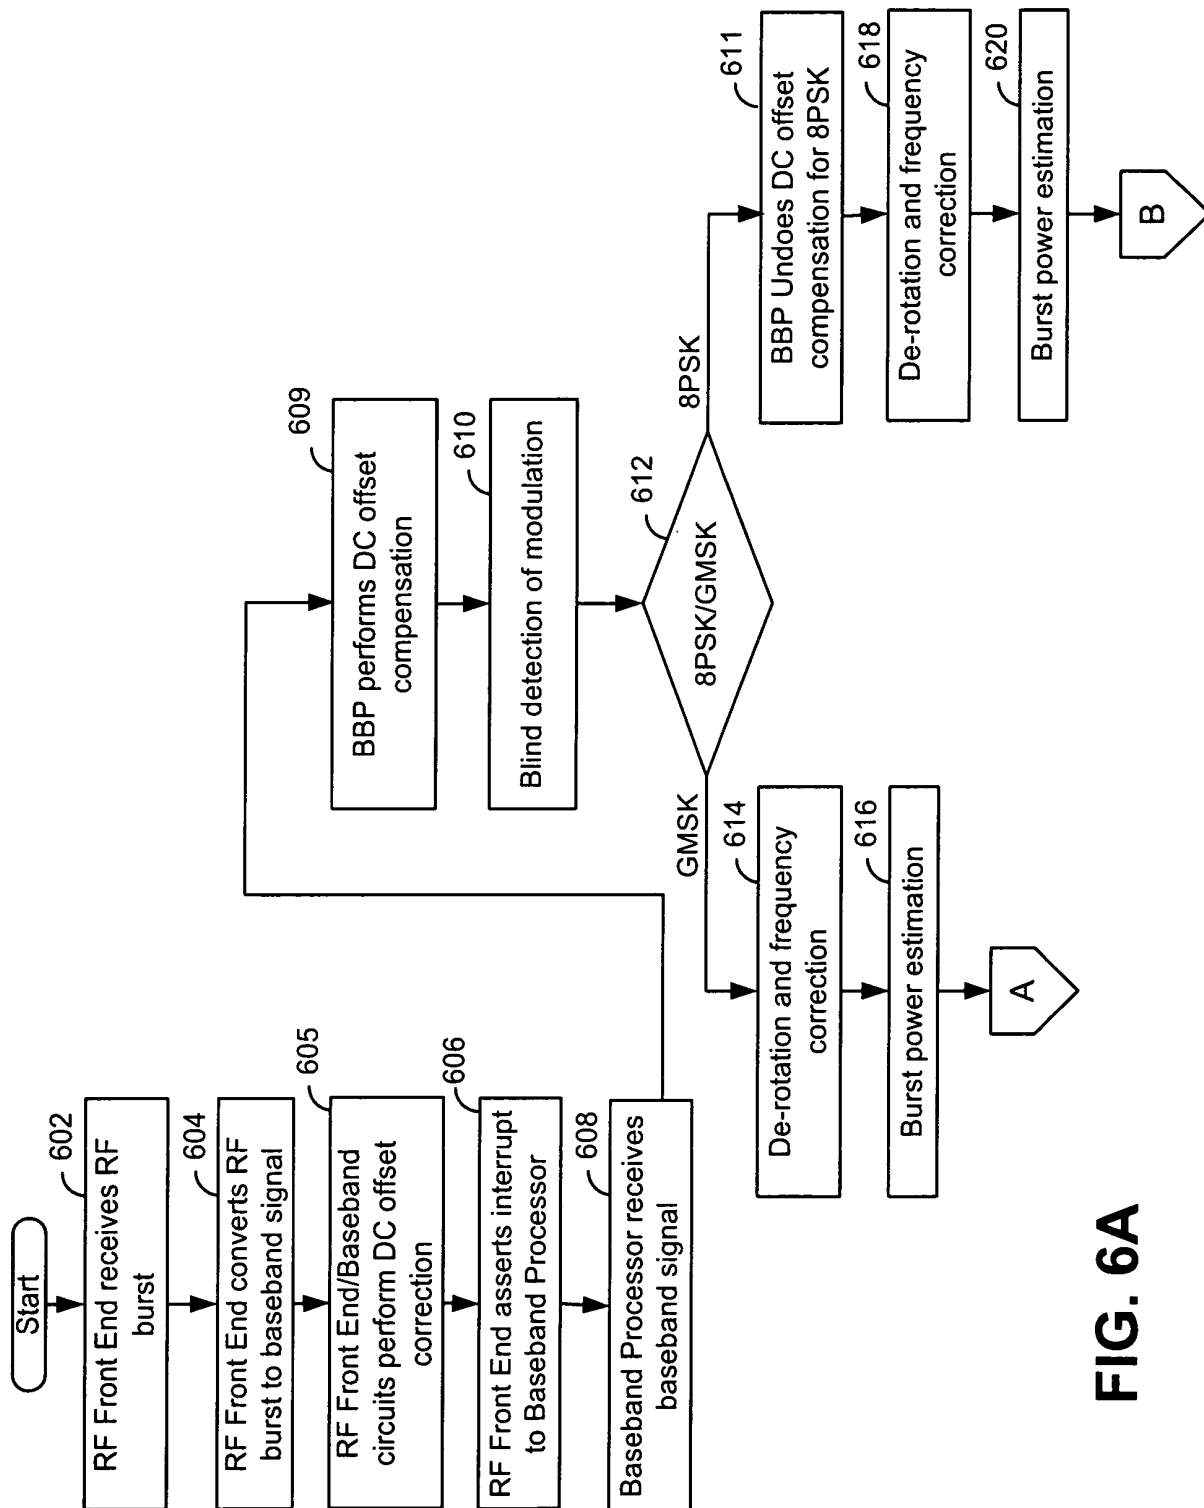 Start
602
RF Front End receives RF
burst
604
RF Front End converts RF
burst to baseband signal
605
RF Front End/Baseband
circuits perform DC offset
correction
606
RF Front End asserts interrupt
to Baseband Processor
608
Baseband Processor receives
baseband signal
609
BBP performs DC offset
compensation
610
Blind detection of modulation
612
8PSK/GMSK
GMSK
8PSK
614
De-rotation and frequency
correction
616
Burst power estimation
A
611
BBP Undoes DC offset
compensation for 8PSK
618
De-rotation and frequency
correction
620
Burst power estimation
B
FIG. 6A